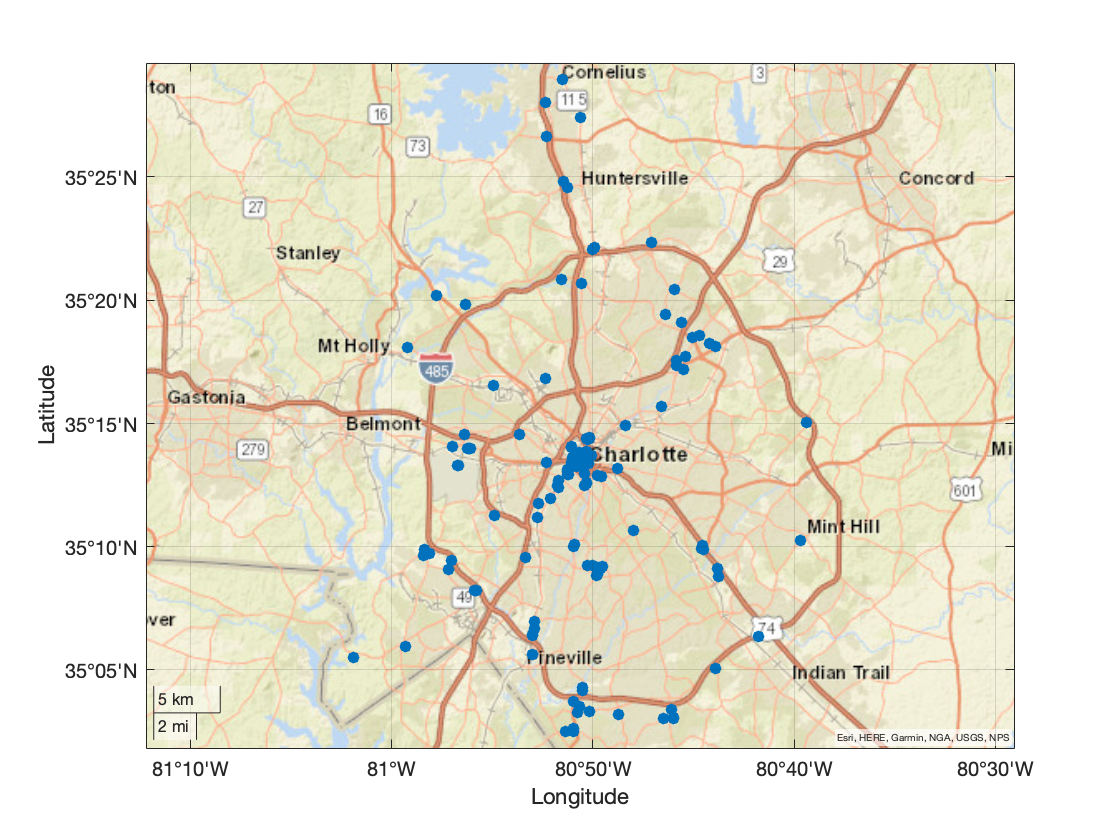 Cornelius
3
ton
11 5
16
73
Huntersville
Concord
35°25'N
27
Stanley
29
35°20'N
Mt Holly
485
Gastonia
Belmont
35°15'N
279
Charlotte
Mi
601
Mint Hill
35°10'N
49
ver
74
Pineville
35°05'N
Indian Trail
5 km
2 mi
Esri, HERE, Garmin, NGA, USGS, NPS
81°10'W
81°W
80°50'W
80°40'W
80°30'W
Longitude
Latitude